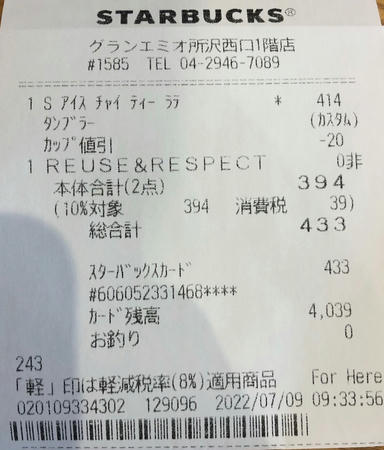 STARBUCKS®
グランエミオ所沢西口1階店
#1585 TEL 04-2946-7089
1 S ｱｲｽ ﾁｬｲ ﾃｨｰ ﾗﾃ * 414
ﾀﾝﾌﾞﾗｰ (ｶｽﾀﾑ)
ｶｯﾌﾟ値引 -20
1 REUSE&RESPECT 0非
本体合計(2点) 394
(10%対象 394 消費税 39)
総合計 433
ｽﾀｰﾊﾞｯｸｽｶｰﾄﾞ 433
#606052331468****
ｶｰﾄﾞ残高 4,039
お釣り 0
243
「軽」印は軽減税率(8%)適用商品 For Here
020109334302 129096 2022/07/09 09:33:56